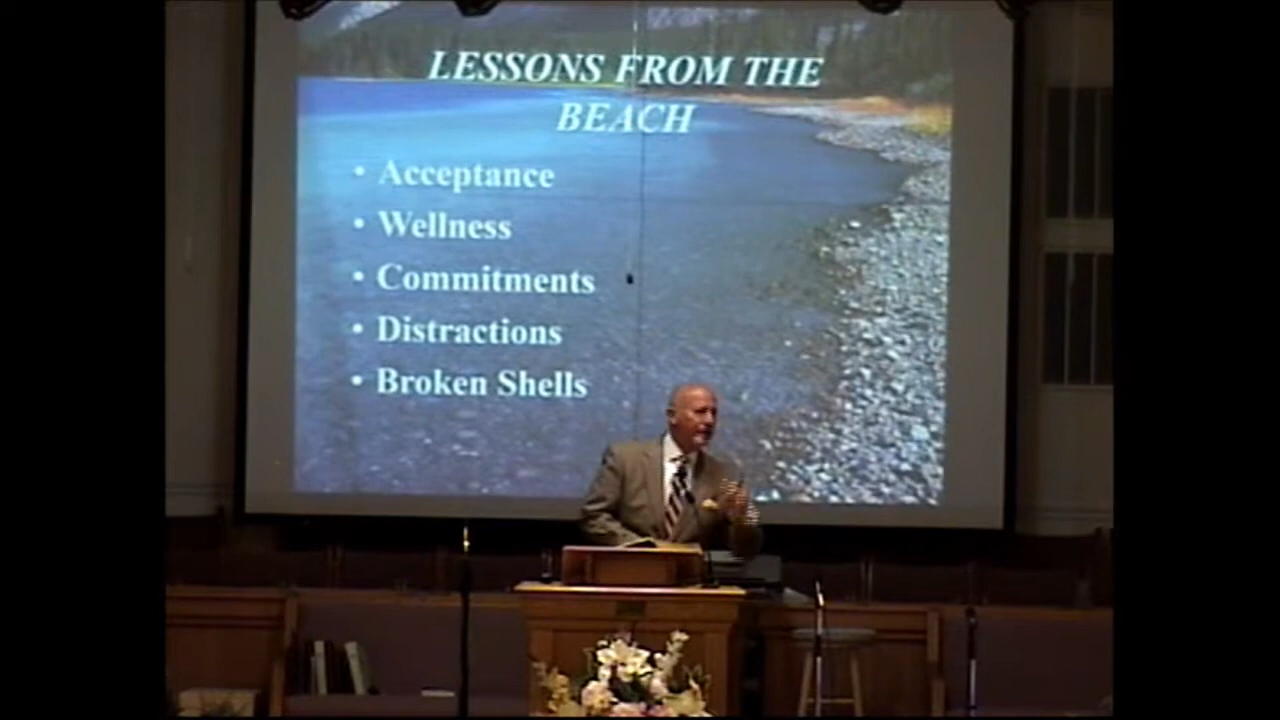 LESSONS FROM THE
BEACH
• Acceptance
• Wellness
• Commitments
• Distractions
• Broken Shells